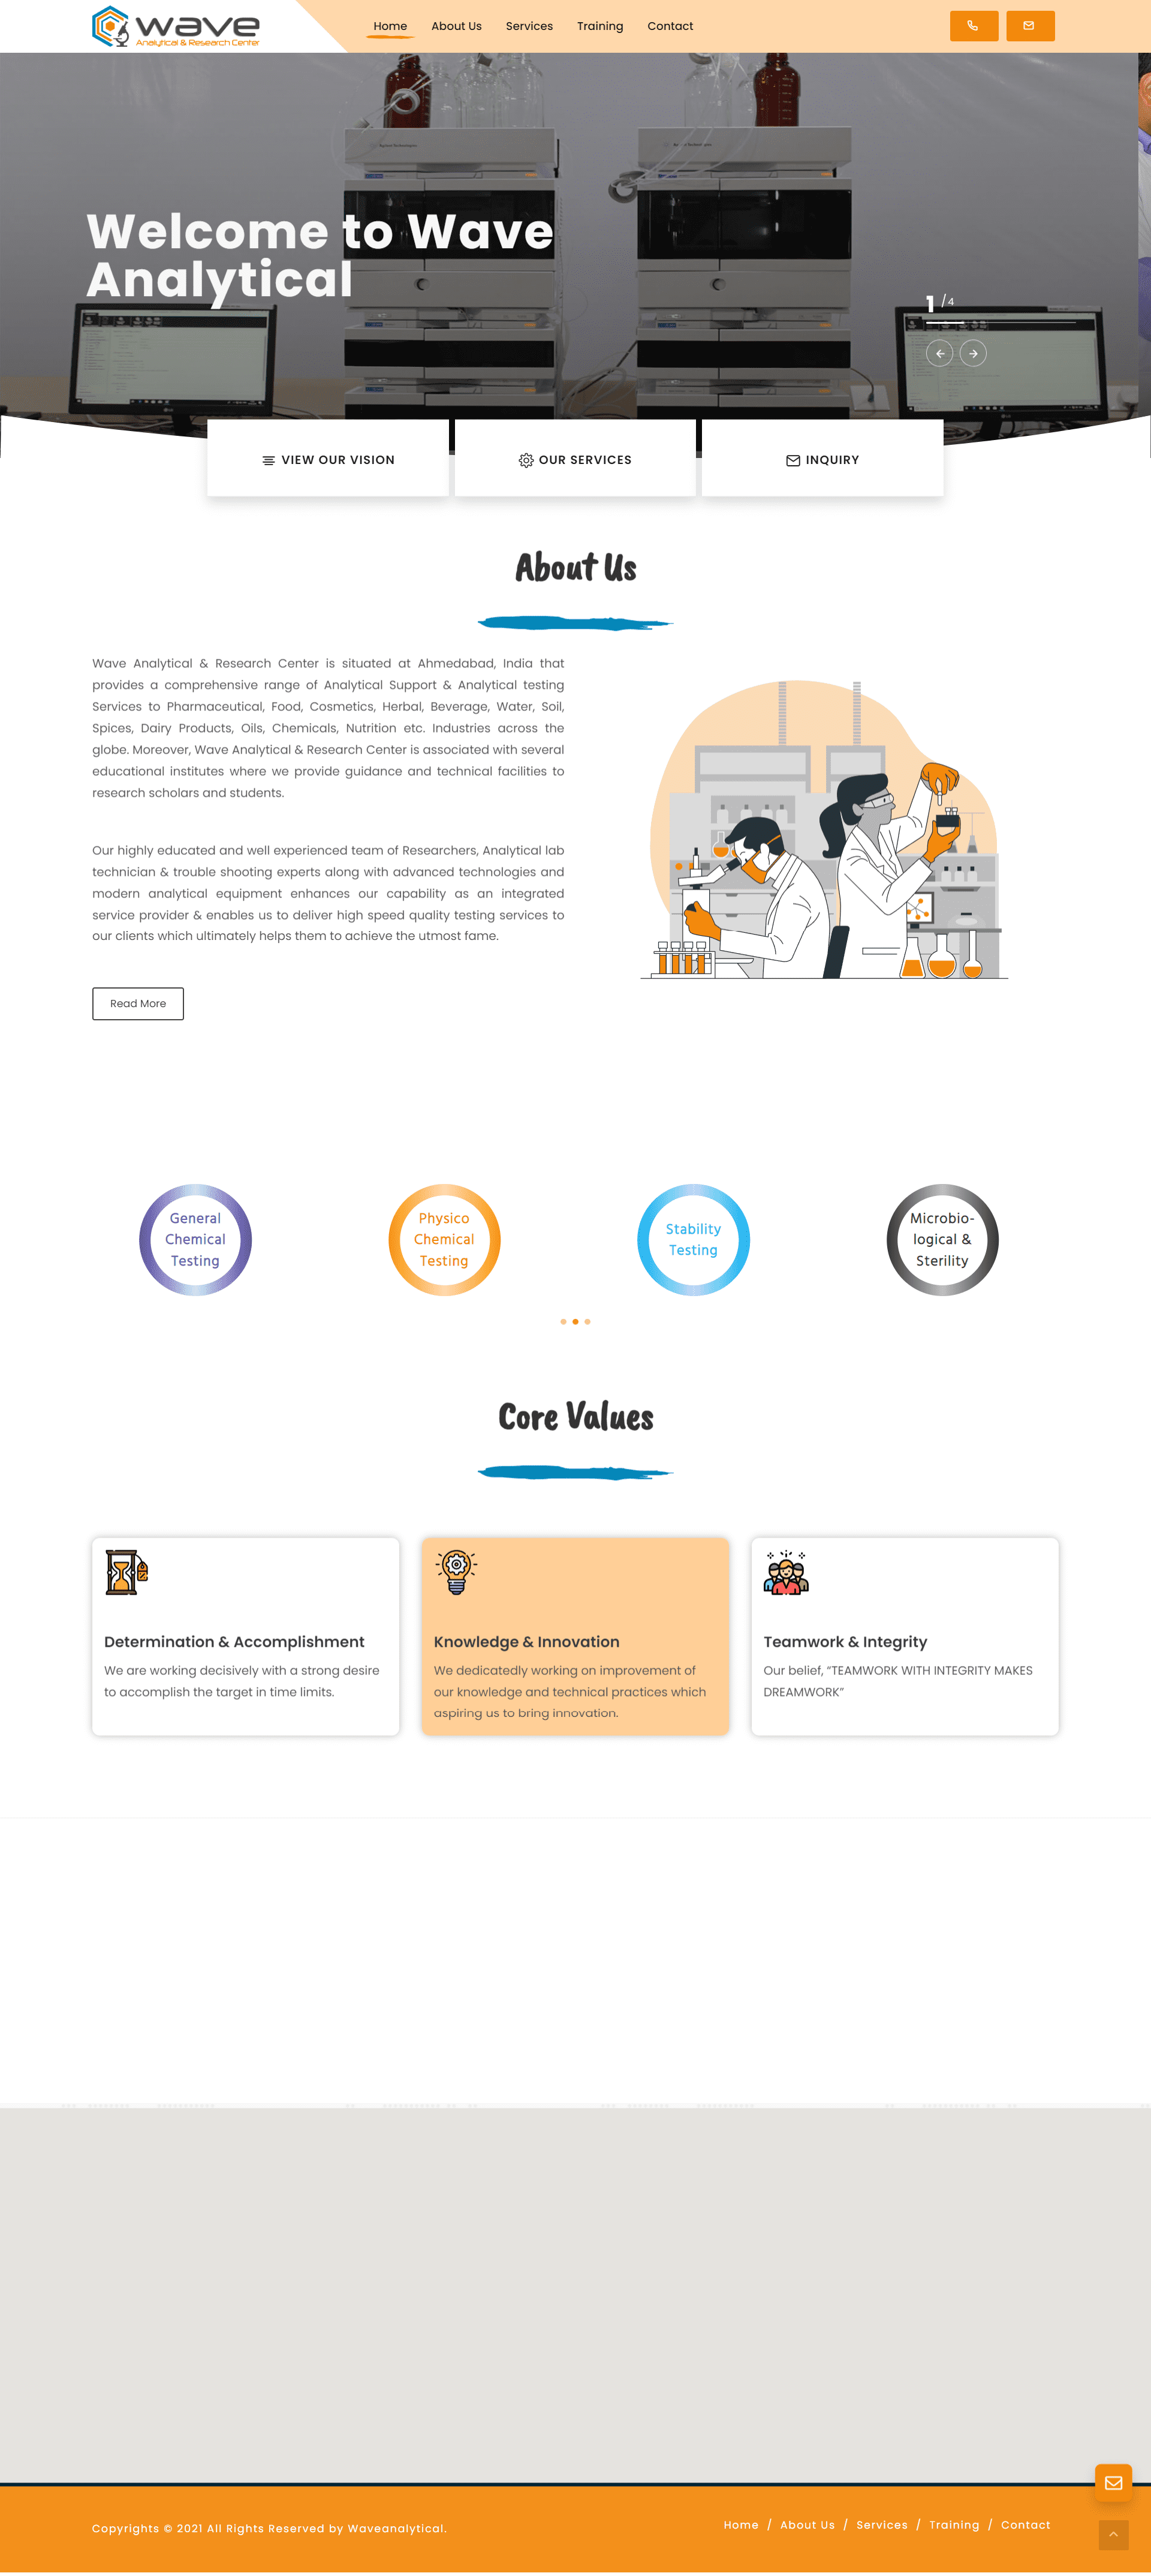 wave
Analytical & Research Center
Home
About Us
Services
Training
Contact
Agilent Technologies
Welcome to Wave
Analytical
1 /4
VIEW OUR VISION
OUR SERVICES
INQUIRY
About Us
Wave Analytical & Research Center is situated at Ahmedabad, India that
provides a comprehensive range of Analytical Support & Analytical testing
Services to Pharmaceutical, Food, Cosmetics, Herbal, Beverage, Water, Soil,
Spices, Dairy Products, Oils, Chemicals, Nutrition etc. Industries across the
globe. Moreover, Wave Analytical & Research Center is associated with several
educational institutes where we provide guidance and technical facilities to
research scholars and students.
Our highly educated and well experienced team of Researchers, Analytical lab
technician & trouble shooting experts along with advanced technologies and
modern analytical equipment enhances our capability as an integrated
service provider & enables us to deliver high speed quality testing services to
our clients which ultimately helps them to achieve the utmost fame.
Read More
General
Chemical
Testing
Physico
Chemical
Testing
Stability
Testing
Microbio-
logical &
Sterility
Core Values
Determination & Accomplishment
We are working decisively with a strong desire
to accomplish the target in time limits.
Knowledge & Innovation
We dedicatedly working on improvement of
our knowledge and technical practices which
aspiring us to bring innovation.
Teamwork & Integrity
Our belief, “TEAMWORK WITH INTEGRITY MAKES
DREAMWORK”
Copyrights © 2021 All Rights Reserved by Waveanalytical.
Home / About Us / Services / Training / Contact